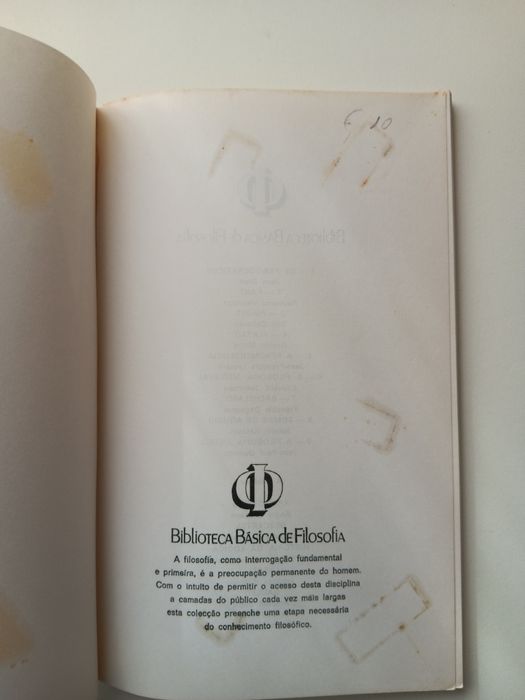 € 10
Biblioteca Básica de Filosofia
A filosofia, como interrogação fundamental
e primeira, é a preocupação permanente do homem.
Com o intuito de permitir o acesso desta disciplina
a camadas do público cada vez mais largas
esta colecção preenche uma etapa necessária
do conhecimento filosófico.